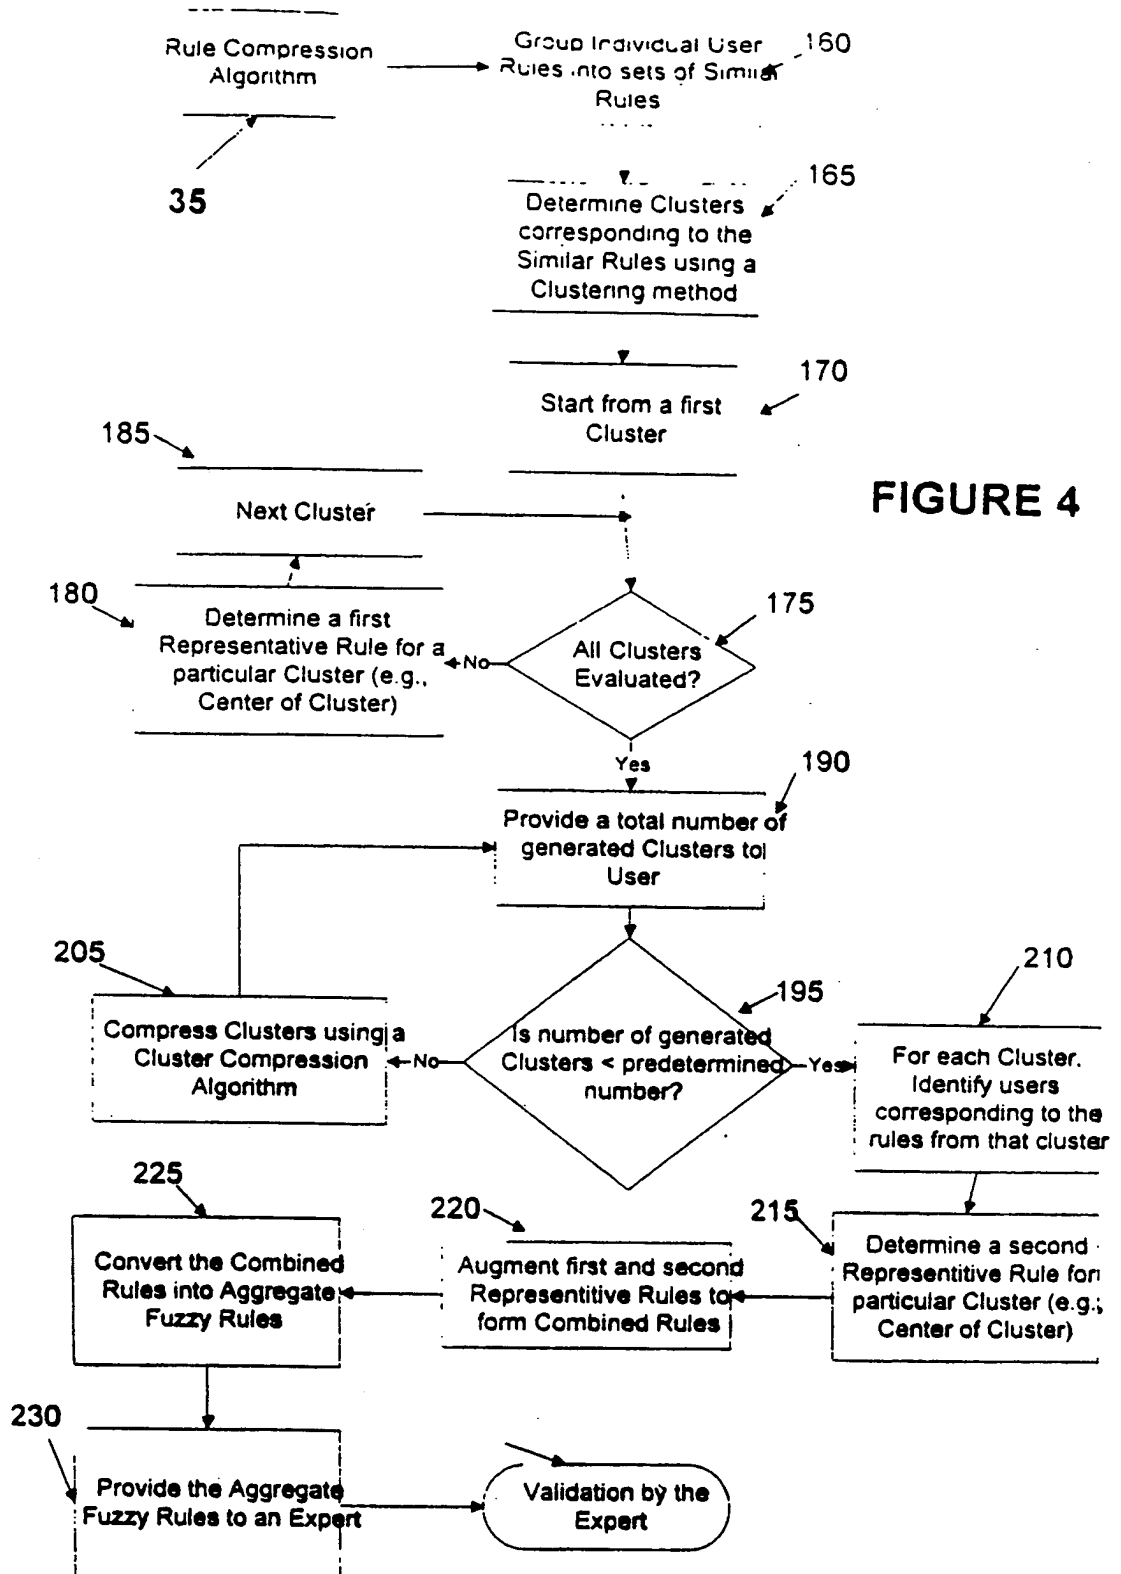 Rule Compression
Algorithm
35
Group Individual User
Rules into sets of Similar
Rules
160
Determine Clusters
corresponding to the
Similar Rules using a
Clustering method
165
Start from a first
Cluster
170
185
Next Cluster
FIGURE 4
180
Determine a first
Representative Rule for a
particular Cluster (e.g.,
Center of Cluster)
No
All Clusters
Evaluated?
175
Yes
190
Provide a total number of
generated Clusters to
User
205
Compress Clusters using a
Cluster Compression
Algorithm
No
Is number of generated
Clusters < predetermined
number?
195
Yes
210
For each Cluster.
Identify users
corresponding to the
rules from that cluster
215
Determine a second
Representitive Rule for
particular Cluster (e.g.;
Center of Cluster)
220
Augment first and second
Representitive Rules to
form Combined Rules
225
Convert the Combined
Rules into Aggregate
Fuzzy Rules
230
Provide the Aggregate
Fuzzy Rules to an Expert
Validation by the
Expert